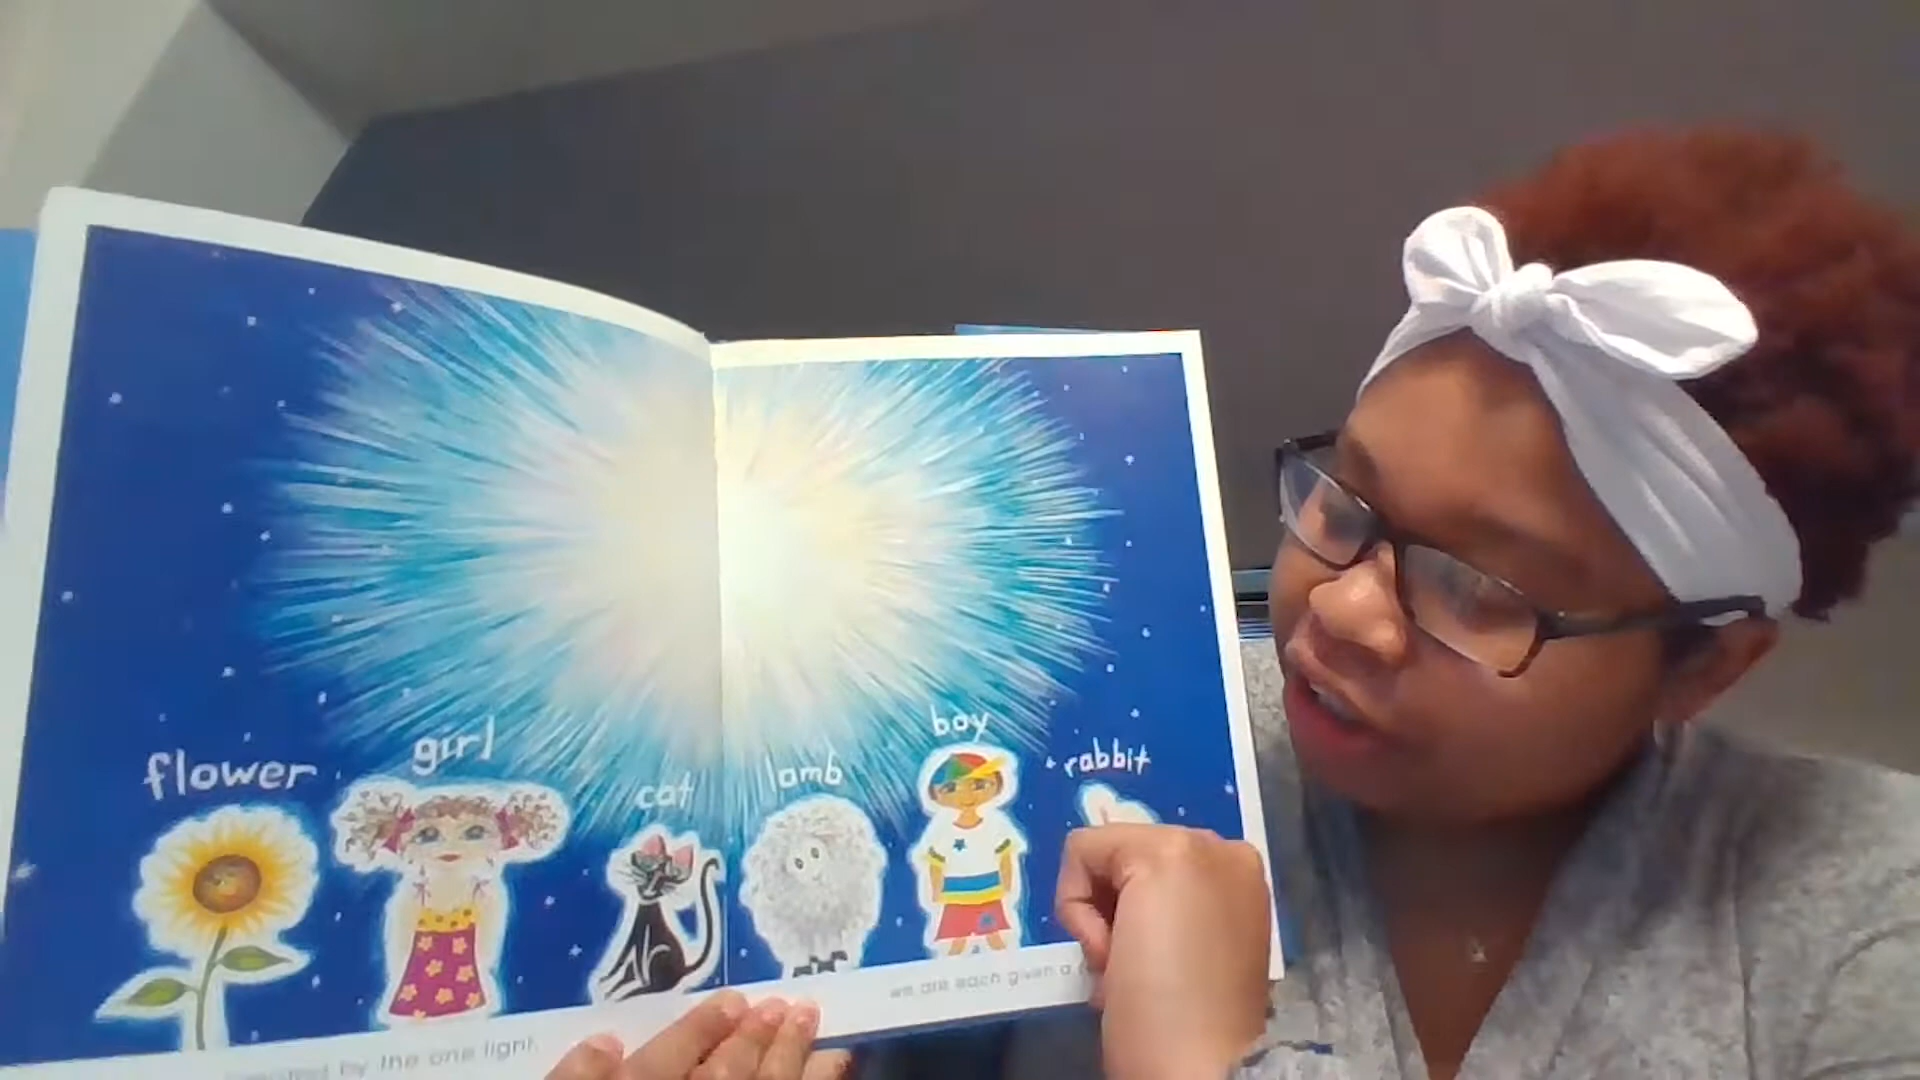 flower
girl
cat
lamb
boy
rabbit
by the one light.
we are each given a